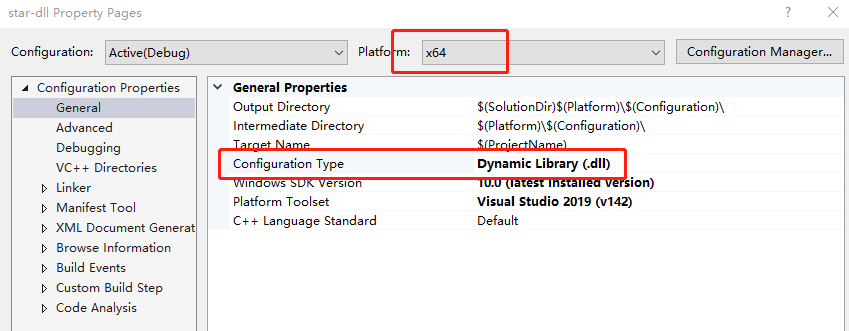 star-dll Property Pages ? ×
Configuration: Active(Debug) Platform: x64 Configuration Manager...
Configuration Properties
General
Advanced
Debugging
VC++ Directories
Linker
Manifest Tool
XML Document Generat
Browse Information
Build Events
Custom Build Step
Code Analysis
General Properties
Output Directory $(SolutionDir)$(Platform)\$(Configuration)\
Intermediate Directory $(Platform)\$(Configuration)\
Target Name $(ProjectName)
Configuration Type Dynamic Library (.dll)
Windows SDK Version 10.0 (latest installed version)
Platform Toolset Visual Studio 2019 (v142)
C++ Language Standard Default